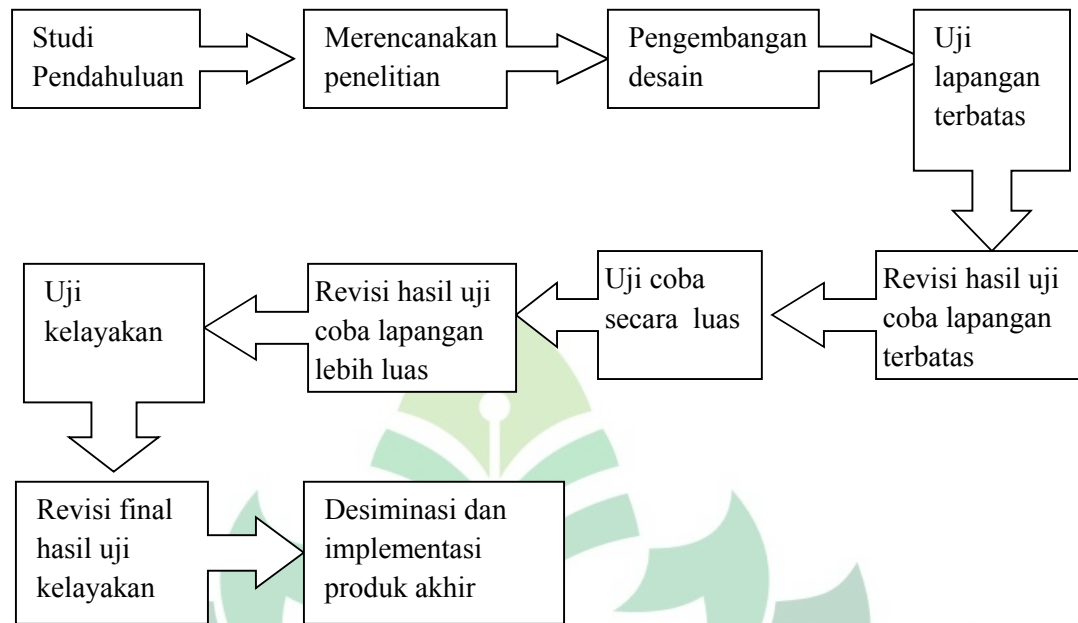 Studi
Pendahuluan
Merencanakan
penelitian
Pengembangan
desain
Uji
lapangan
terbatas
Revisi hasil uji
coba lapangan
terbatas
Uji coba
secara luas
Revisi hasil uji
coba lapangan
lebih luas
Uji
kelayakan
Revisi final
hasil uji
kelayakan
Desiminasi dan
implementasi
produk akhir